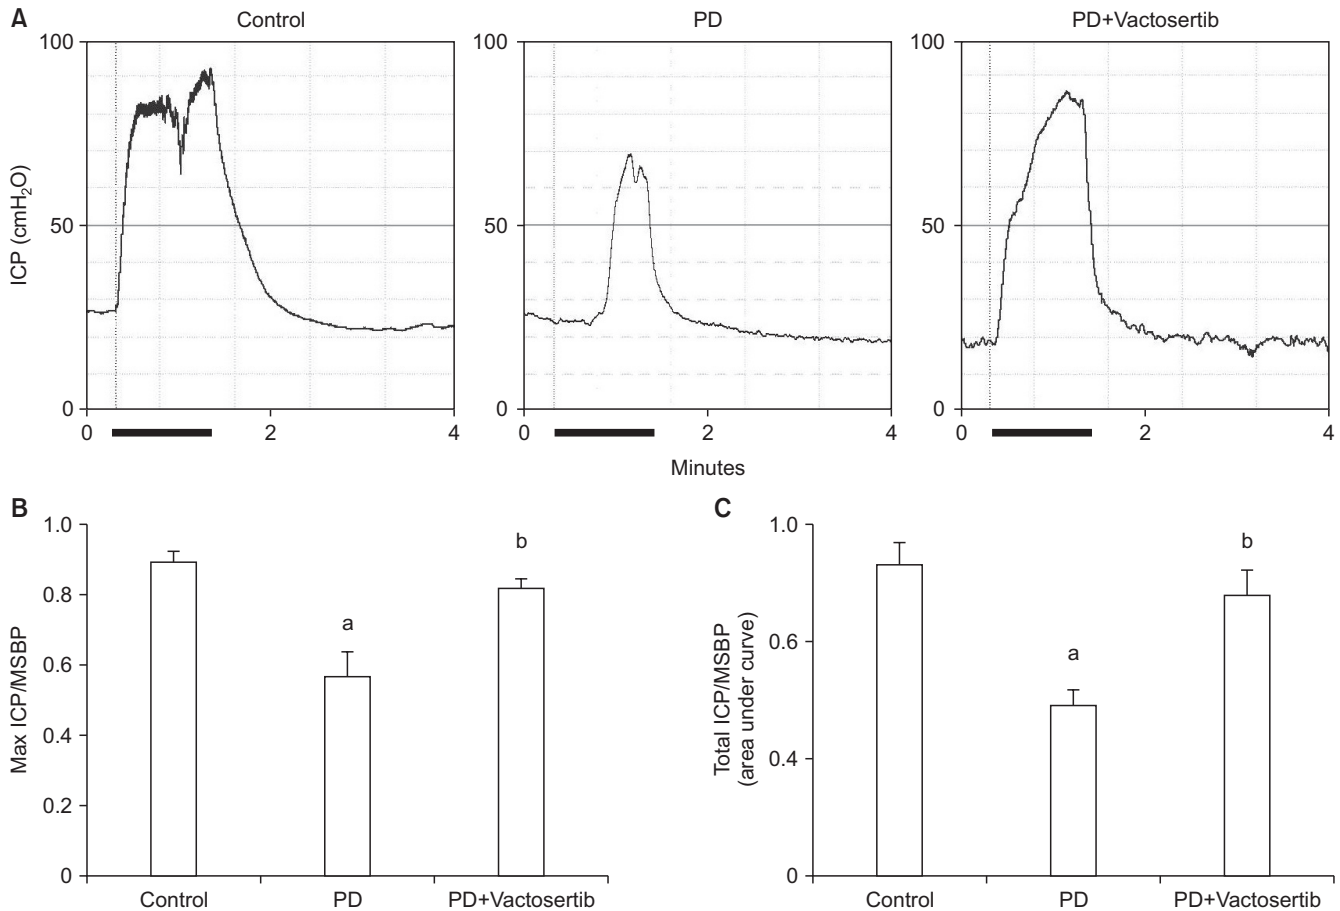 A
Control
PD
PD+Vactosertib
ICP (cmH₂O)
100
50
0
0
2
4
100
50
0
0
2
4
100
50
0
0
2
4
Minutes
B
Max ICP/MSBP
1.0
0.8
0.6
0.4
0.2
0
a
b
Control
PD
PD+Vactosertib
C
Total ICP/MSBP
(area under curve)
1.0
0.6
0.4
0
a
b
Control
PD
PD+Vactosertib